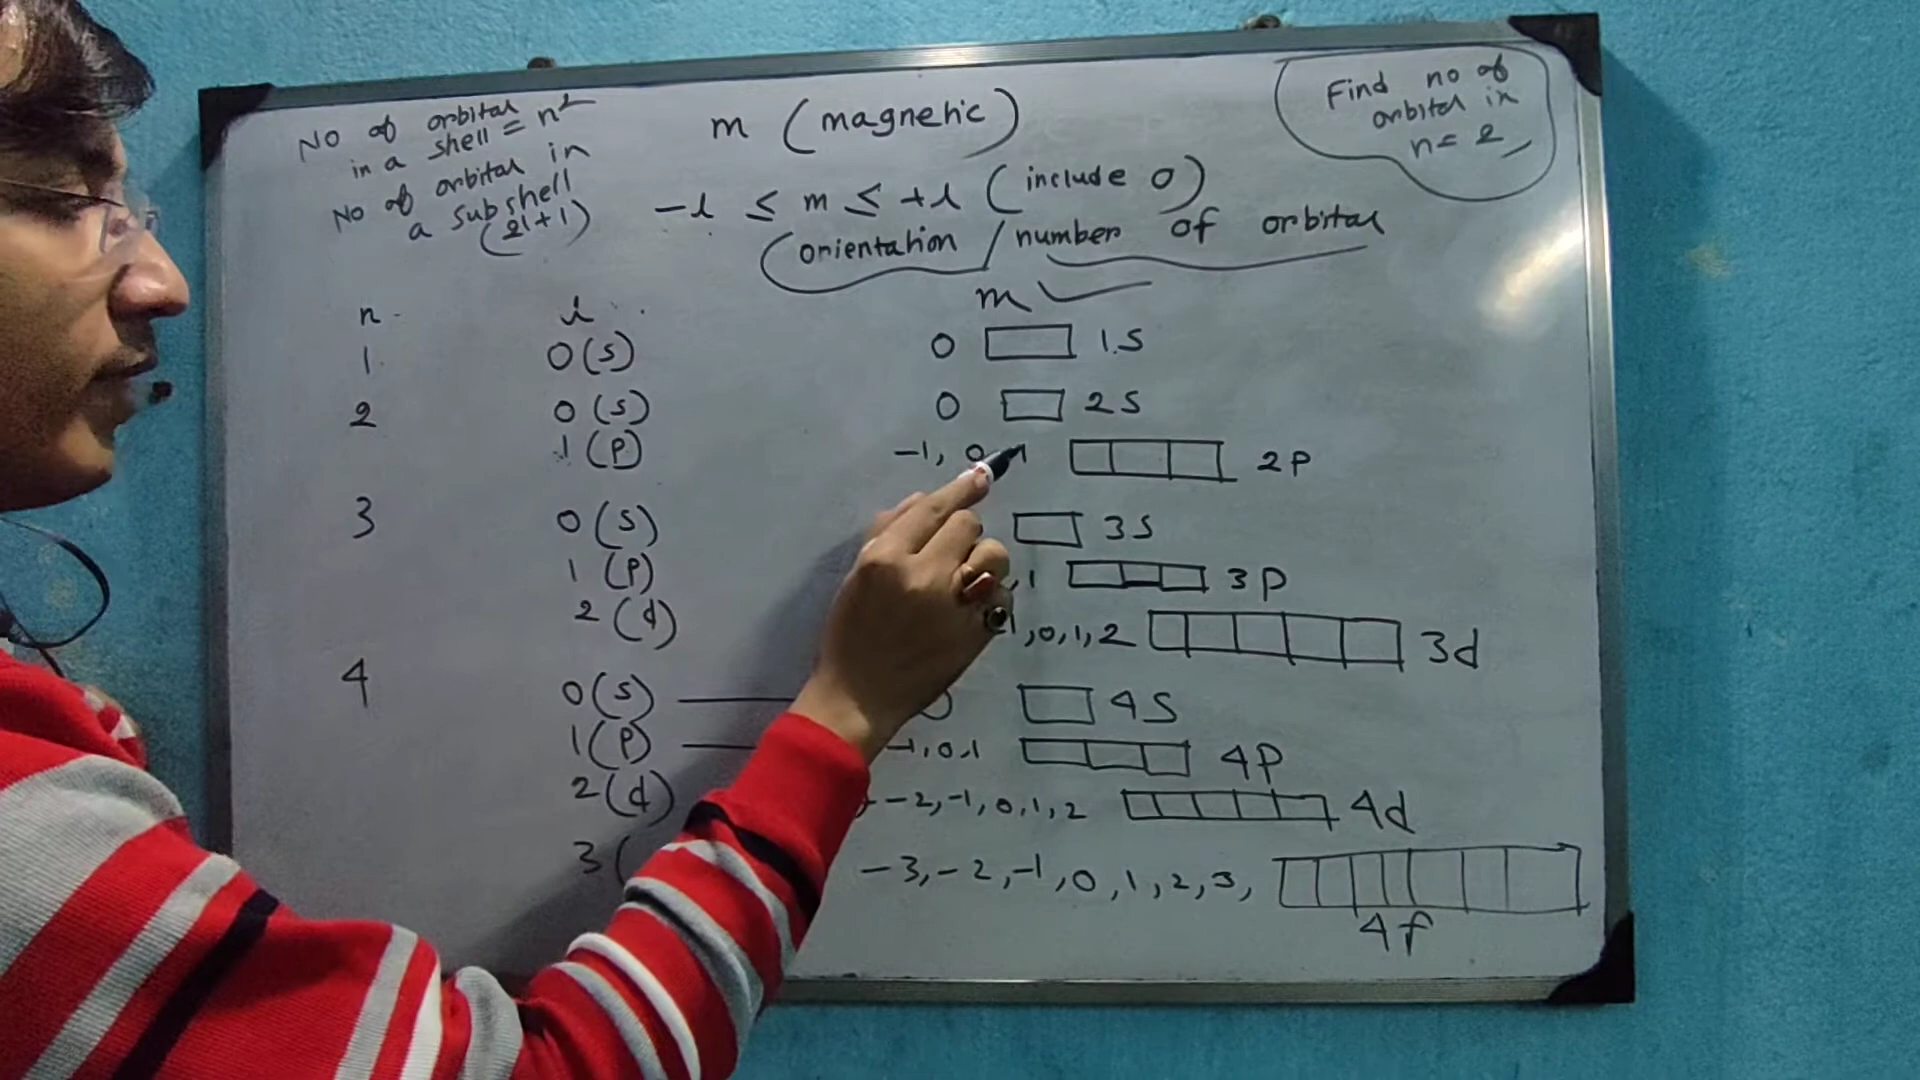 No of orbital
in a shell = n²
No of orbital in
a subshell
(2l+1)
m (magnetic)
Find no of
orbital in
n = 2
-l ≤ m ≤ +l (include 0)
(orientation / number of orbital
n l m
1 0(s) 0 1s
2 0(s) 0 2s
1(p) -1, 0, 1 2p
3 0(s) 3s
1(p) ,1 3p
2(d) -1,0,1,2 3d
4 0(s) 0 4s
1(p) -1,0,1 4p
2(d) -2,-1,0,1,2 4d
3( -3,-2,-1,0,1,2,3,
4f